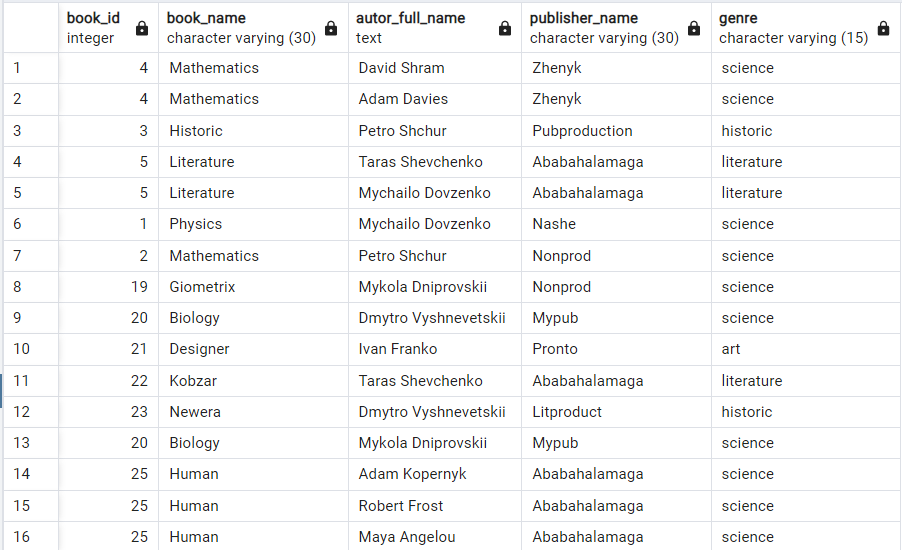 book_id book_name autor_full_name publisher_name genre
integer character varying (30) text character varying (30) character varying (15)
1 4 Mathematics David Shram Zhenyk science
2 4 Mathematics Adam Davies Zhenyk science
3 3 Historic Petro Shchur Pubproduction historic
4 5 Literature Taras Shevchenko Ababahalamaga literature
5 5 Literature Mychailo Dovzenko Ababahalamaga literature
6 1 Physics Mychailo Dovzenko Nashe science
7 2 Mathematics Petro Shchur Nonprod science
8 19 Giometrix Mykola Dniprovskii Nonprod science
9 20 Biology Dmytro Vyshnevetskii Mypub science
10 21 Designer Ivan Franko Pronto art
11 22 Kobzar Taras Shevchenko Ababahalamaga literature
12 23 Newera Dmytro Vyshnevetskii Litproduct historic
13 20 Biology Mykola Dniprovskii Mypub science
14 25 Human Adam Kopernyk Ababahalamaga science
15 25 Human Robert Frost Ababahalamaga science
16 25 Human Maya Angelou Ababahalamaga science